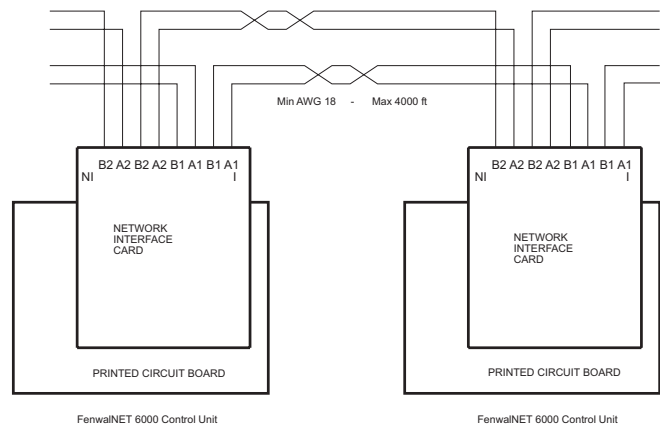 Min AWG 18 - Max 4000 ft
B2 A2 B2 A2 B1 A1 B1 A1
NI I
NETWORK
INTERFACE
CARD
PRINTED CIRCUIT BOARD
FenwalNET 6000 Control Unit
B2 A2 B2 A2 B1 A1 B1 A1
NI I
NETWORK
INTERFACE
CARD
PRINTED CIRCUIT BOARD
FenwalNET 6000 Control Unit